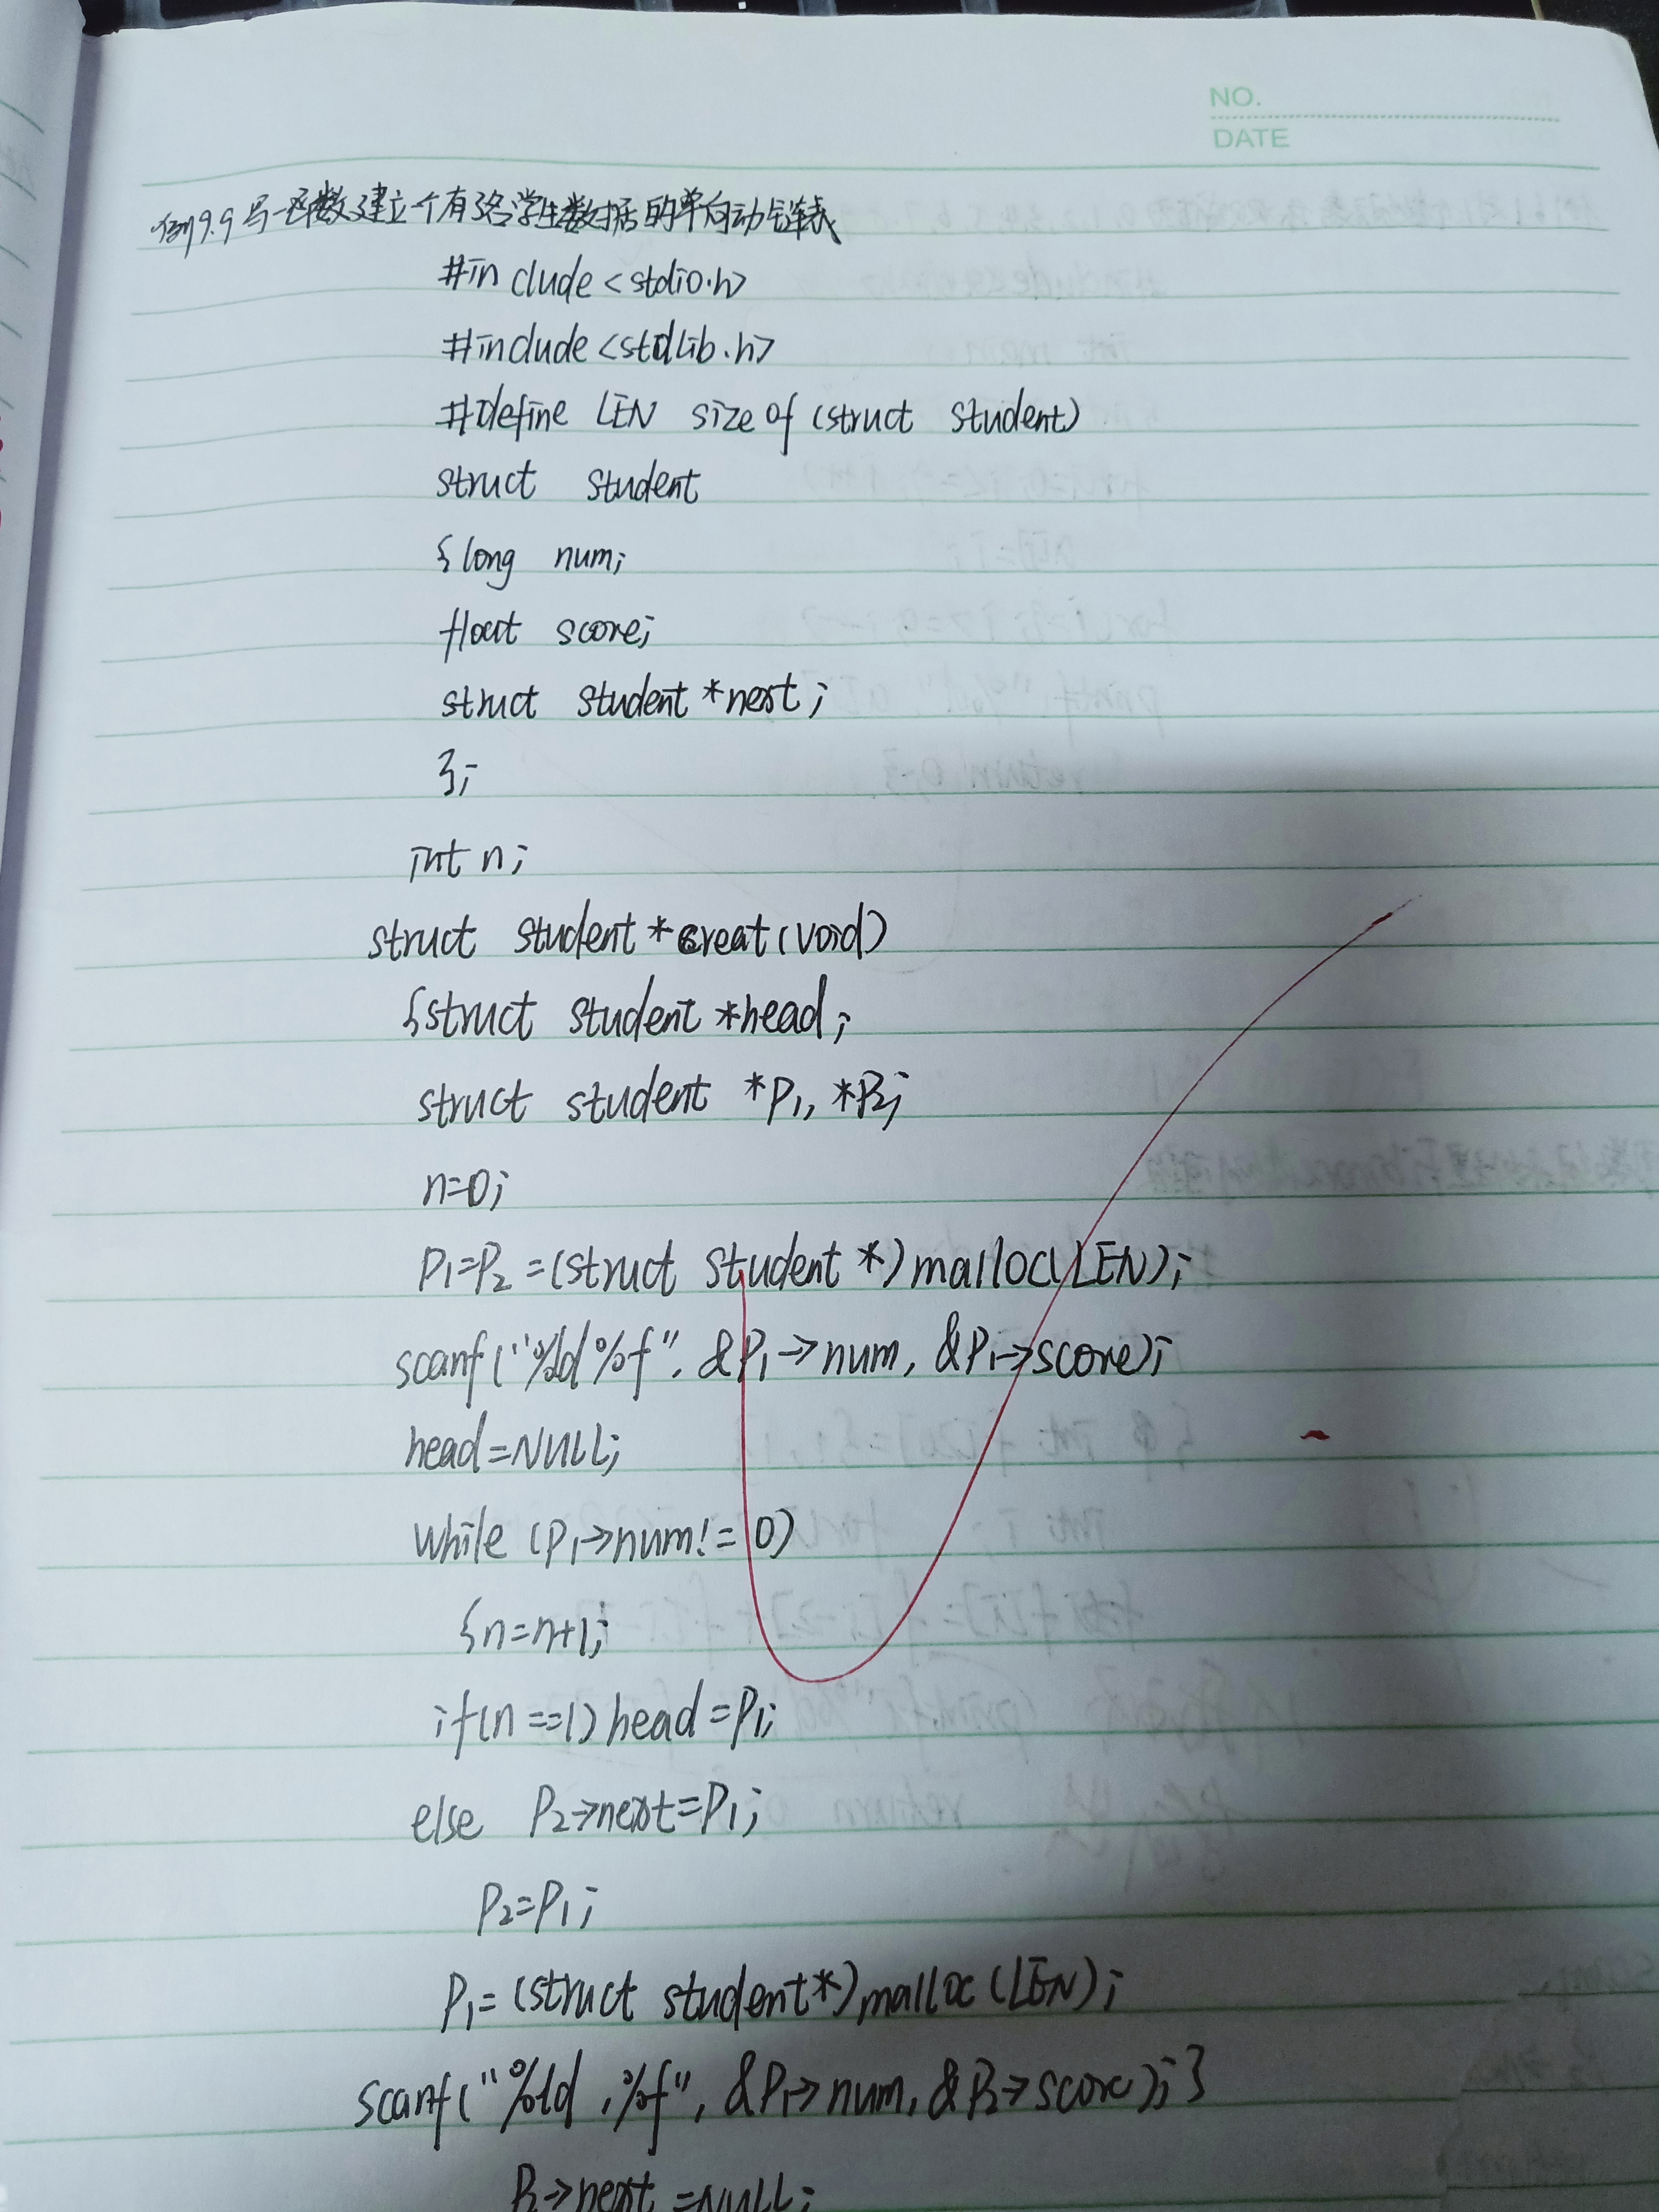 NO.
DATE
例9.9 写一函数建立个有3名学生数据的单向动态链表
#include<stdio.h>
#include<stdlib.h>
#Define LEN sizeof(struct student)
struct student
{long num;
float score;
struct student*next;
};
int n;
struct student*creat(void)
{struct student *head;
struct student *P1, *P2;
n=0;
P1=P2=(struct student *)malloc(LEN);
scanf("%ld%f", &P1->num, &P1->score);
head=NULL;
while (P1->num!=0)
{n=n+1;
if(n==1)head=P1;
else P2->next=P1;
P2=P1;
P1=(struct student*)malloc(LEN);
scanf("%ld,%f", &P1->num, &P2->score);}
P2->next=NULL;